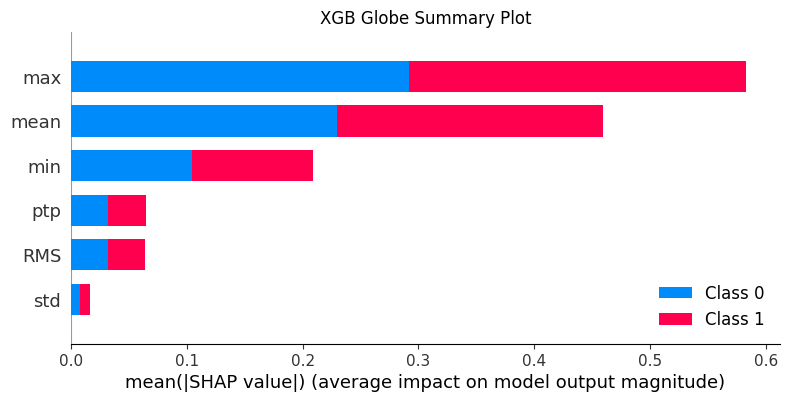 XGB Globe Summary Plot
max
mean
min
ptp
RMS
std
Class 0
Class 1
0.0 0.1 0.2 0.3 0.4 0.5 0.6
mean(|SHAP value|) (average impact on model output magnitude)